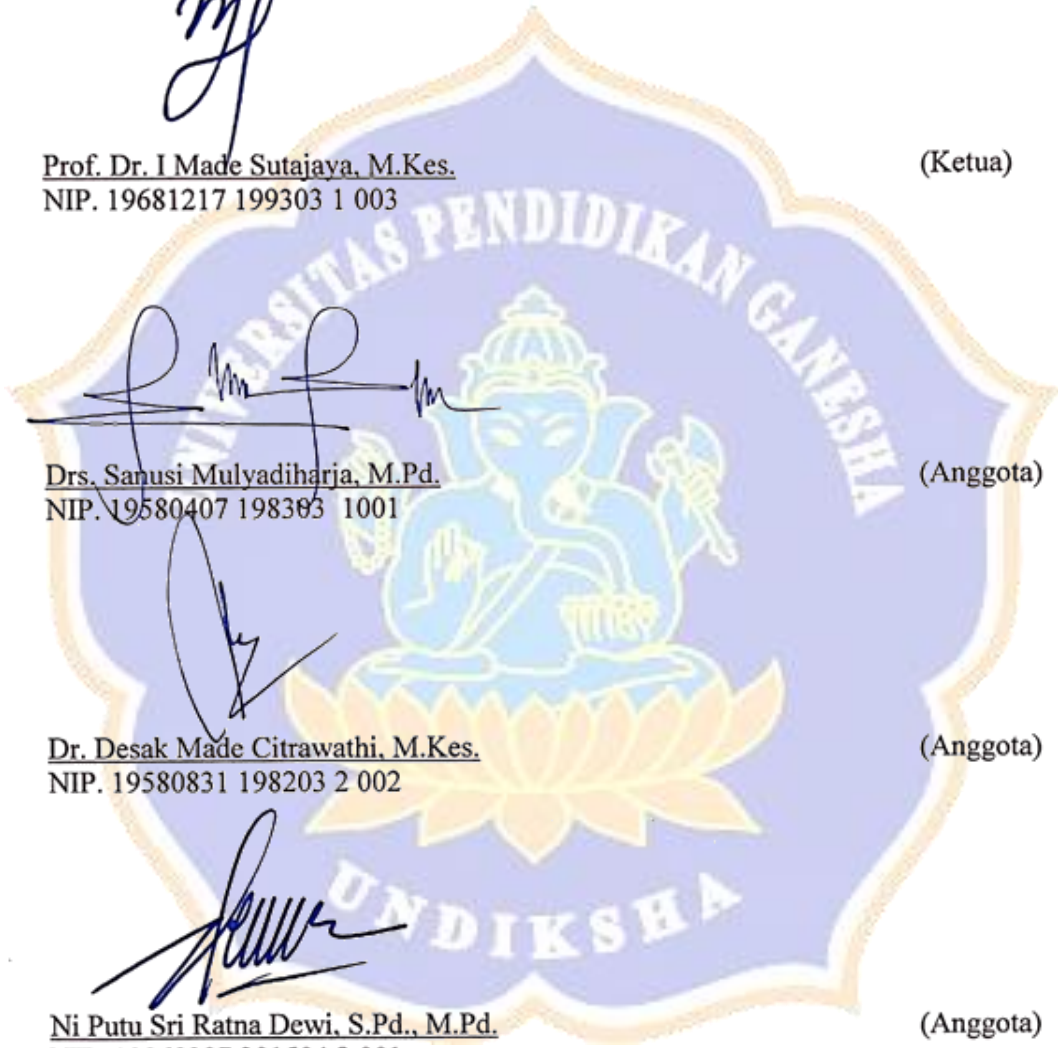 Prof. Dr. I Made Sutajaya, M.Kes. (Ketua)
NIP. 19681217 199303 1 003
UNIVERSITAS PENDIDIKAN GANESHA
Drs. Sanusi Mulyadiharja, M.Pd. (Anggota)
NIP. 19580407 198303 1001
Dr. Desak Made Citrawathi, M.Kes. (Anggota)
NIP. 19580831 198203 2 002
UNDIKSHA
Ni Putu Sri Ratna Dewi, S.Pd., M.Pd. (Anggota)